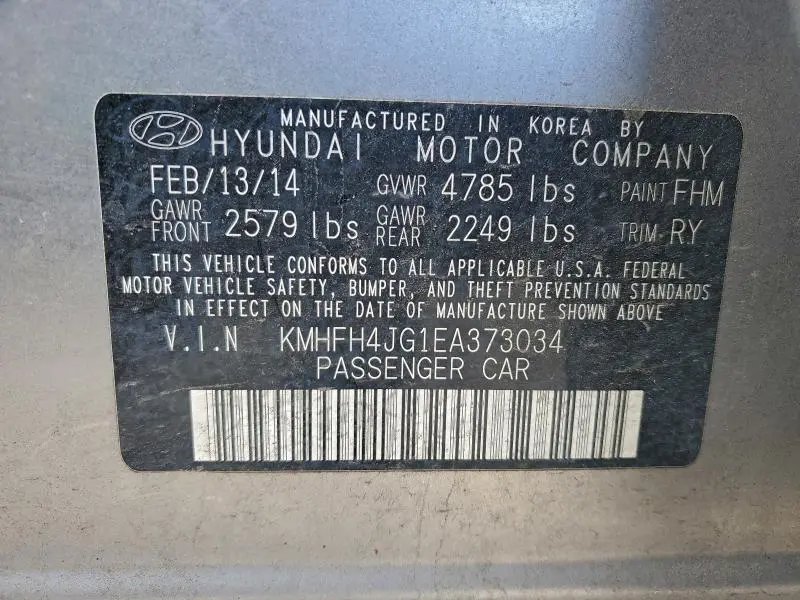 MANUFACTURED IN KOREA BY
HYUNDAI MOTOR COMPANY
FEB/13/14 GVWR 4785 lbs PAINT FHM
GAWR FRONT 2579 lbs GAWR REAR 2249 lbs TRIM- RY
THIS VEHICLE CONFORMS TO ALL APPLICABLE U.S.A. FEDERAL
MOTOR VEHICLE SAFETY, BUMPER, AND THEFT PREVENTION STANDARDS
IN EFFECT ON THE DATE OF MANUFACTURE SHOWN ABOVE
V.I.N KMHFH4JG1EA373034
PASSENGER CAR